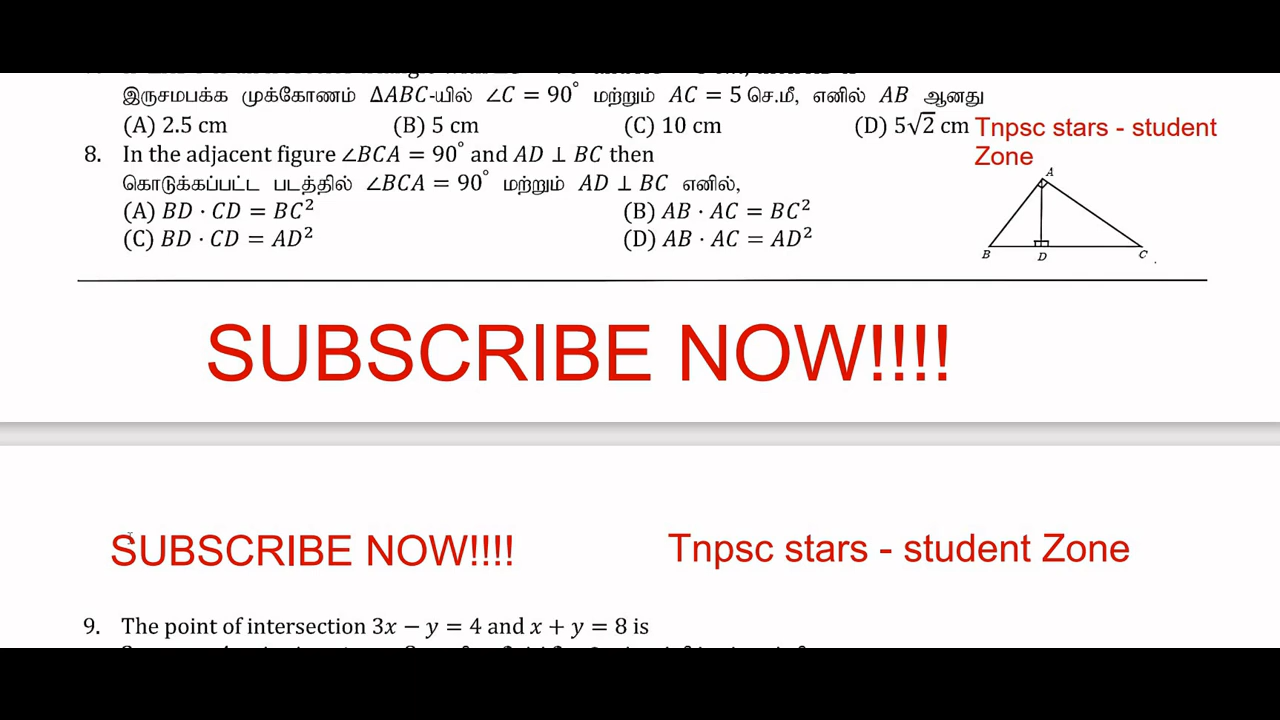 இருசமபக்க முக்கோணம் ΔABC-யில் ∠C = 90° மற்றும் AC = 5 செ.மீ, எனில் AB ஆனது
(A) 2.5 cm (B) 5 cm (C) 10 cm (D) 5√2 cm
Tnpsc stars - student
Zone
8. In the adjacent figure ∠BCA = 90° and AD ⊥ BC then
கொடுக்கப்பட்ட படத்தில் ∠BCA = 90° மற்றும் AD ⊥ BC எனில்,
(A) BD · CD = BC² (B) AB · AC = BC²
(C) BD · CD = AD² (D) AB · AC = AD²
A
B D C
SUBSCRIBE NOW!!!!
SUBSCRIBE NOW!!!! Tnpsc stars - student Zone
9. The point of intersection 3x − y = 4 and x + y = 8 is